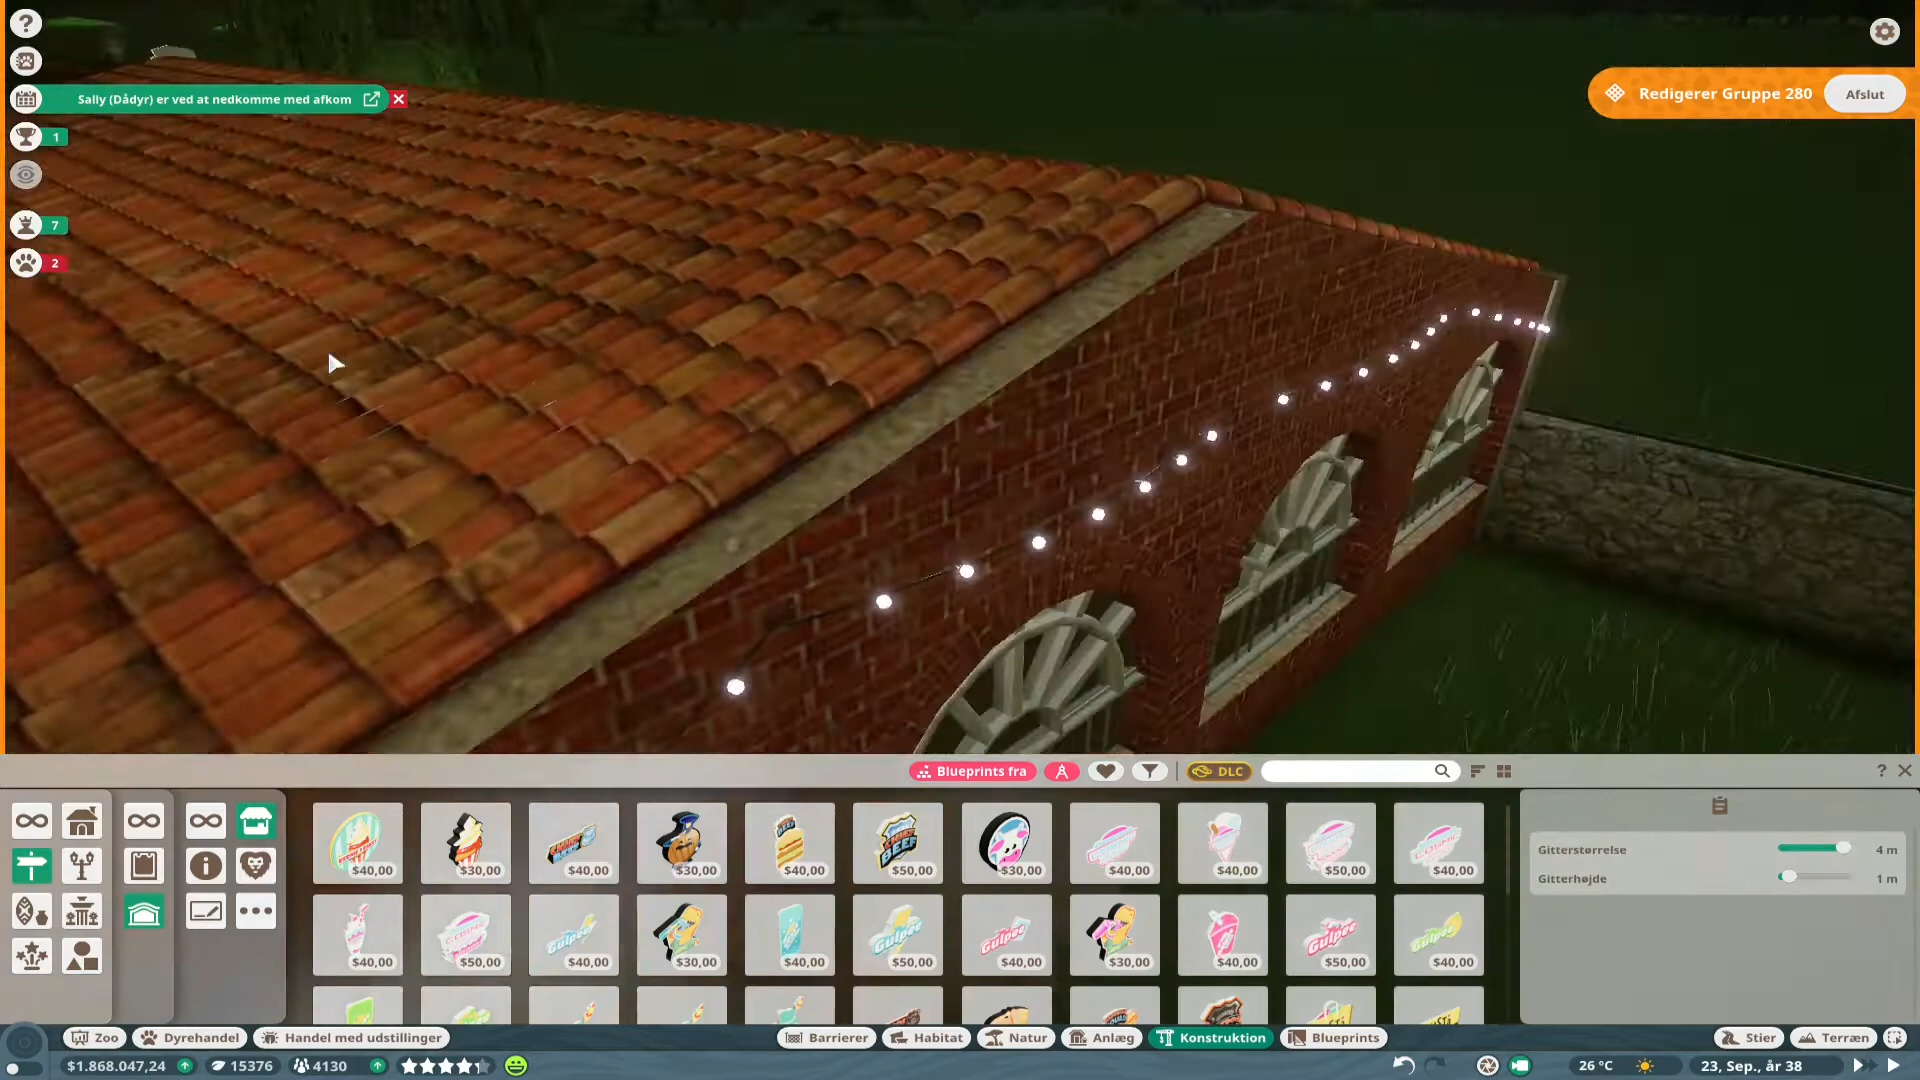 Sally (Dådyr) er ved at nedkomme med afkom
Redigerer Gruppe 280
Afslut
1
7
2
Blueprints fra
DLC
$40,00 $30,00 $40,00 $30,00 $40,00 $50,00 $30,00 $40,00 $40,00 $50,00 $40,00
$40,00 $50,00 $40,00 $30,00 $40,00 $50,00 $40,00 $30,00 $40,00 $50,00 $40,00
Gitterstørrelse 4 m
Gitterhøjde 1 m
Zoo Dyrehandel Handel med udstillinger Barrierer Habitat Natur Anlæg Konstruktion Blueprints Stier Terræn
$1.868.047,24 15376 4130 26 °C 23, Sep., år 38